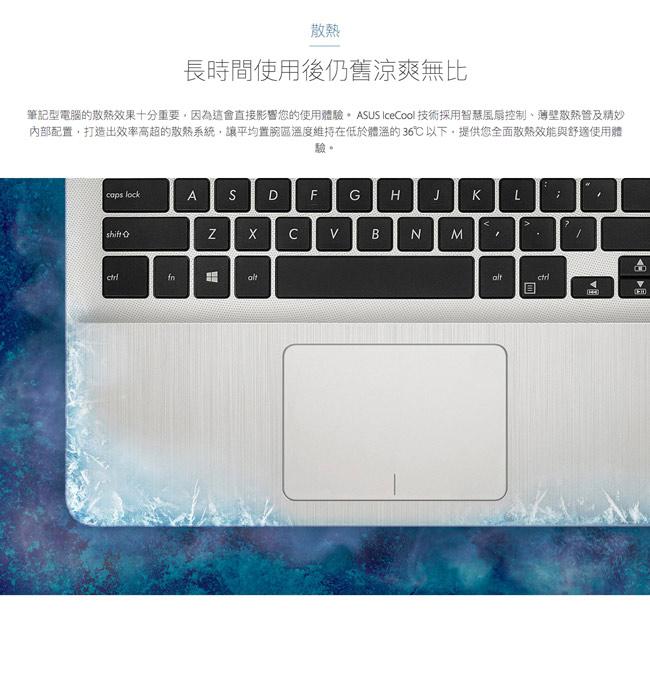 散熱
長時間使用後仍舊涼爽無比
筆記型電腦的散熱效果十分重要，因為這會直接影響您的使用體驗。 ASUS IceCool 技術採用智慧風扇控制、薄壁散熱管及精妙
內部配置，打造出效率高超的散熱系統，讓平均置腕區溫度維持在低於體溫的 36℃ 以下，提供您全面散熱效能與舒適使用體
驗。
caps lock A S D F G H J K L : ; " '
shift⇧ Z X C V B N M < , > . ? /
ctrl fn alt alt ctrl